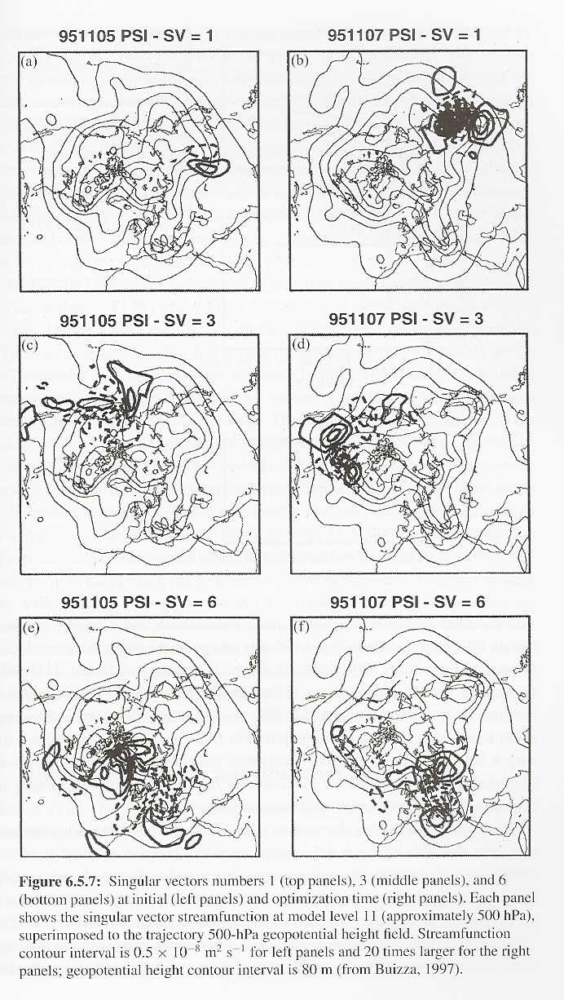 951105 PSI - SV = 1
951107 PSI - SV = 1
(a)
(b)
951105 PSI - SV = 3
951107 PSI - SV = 3
(c)
(d)
951105 PSI - SV = 6
951107 PSI - SV = 6
(e)
(f)
Figure 6.5.7: Singular vectors numbers 1 (top panels), 3 (middle panels), and 6
(bottom panels) at initial (left panels) and optimization time (right panels). Each panel
shows the singular vector streamfunction at model level 11 (approximately 500 hPa),
superimposed to the trajectory 500-hPa geopotential height field. Streamfunction
contour interval is 0.5 × 10⁻⁸ m² s⁻¹ for left panels and 20 times larger for the right
panels; geopotential height contour interval is 80 m (from Buizza, 1997).